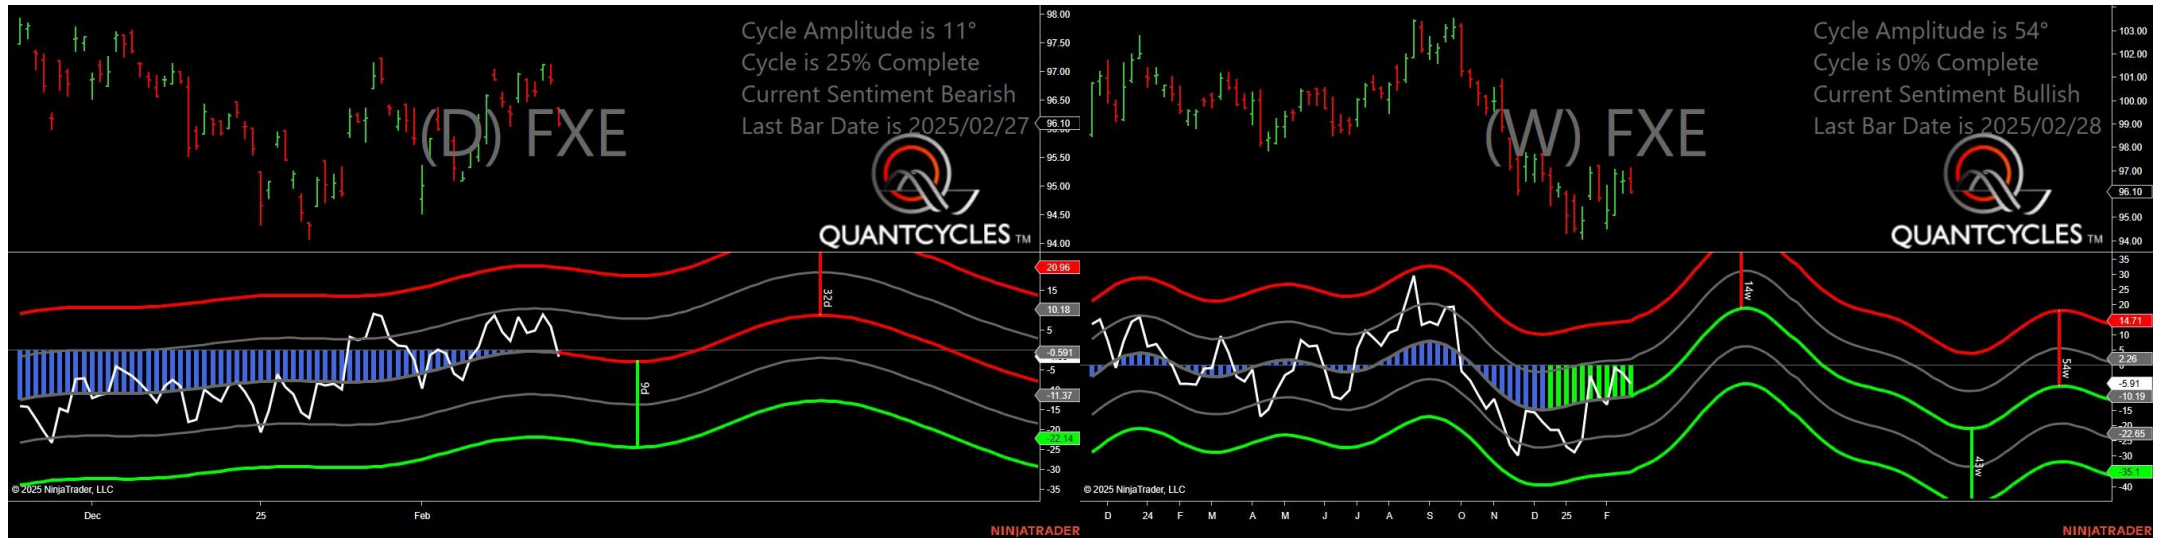 Cycle Amplitude is 11°
Cycle is 25% Complete
Current Sentiment Bearish
Last Bar Date is 2025/02/27
(D) FXE
QUANTCYCLES TM
98.00
97.50
97.00
96.50
96.10
95.50
95.00
94.50
94.00
20.96
15
10.18
5
-0.591
-5
-11.37
-15
-20
-22.14
-25
-30
-35
32d
9d
© 2025 NinjaTrader, LLC
Dec 25 Feb
NINJATRADER
Cycle Amplitude is 54°
Cycle is 0% Complete
Current Sentiment Bullish
Last Bar Date is 2025/02/28
(W) FXE
QUANTCYCLES TM
103.00
102.00
101.00
100.00
99.00
98.00
97.00
96.10
95.00
94.00
35
30
25
20
14.71
10
5
2.26
-5.91
-10.19
-15
-22.65
-25
-30
-35.1
-40
14w
43w
54w
© 2025 NinjaTrader, LLC
D 24 F M A M J J A S O N D 25 F
NINJATRADER